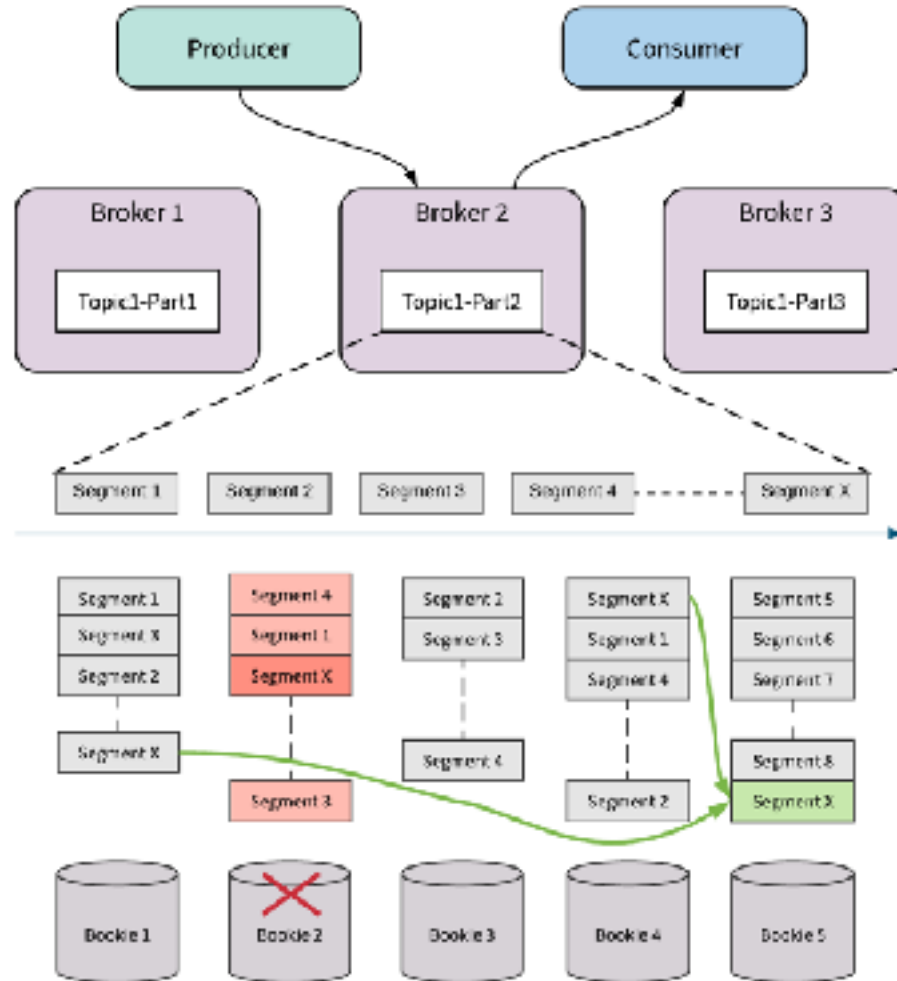 Producer
Consumer
Broker 1
Broker 2
Broker 3
Topic1-Part1
Topic1-Part2
Topic1-Part3
Segment 1
Segment 2
Segment 3
Segment 4
Segment X
Segment 1
Segment X
Segment 2
Segment X
Segment 4
Segment 1
Segment X
Segment 3
Segment 2
Segment 3
Segment 4
Segment X
Segment 1
Segment 4
Segment 2
Segment 5
Segment 6
Segment 7
Segment 8
Segment X
Bookie 1
Bookie 2
Bookie 3
Bookie 4
Bookie 5